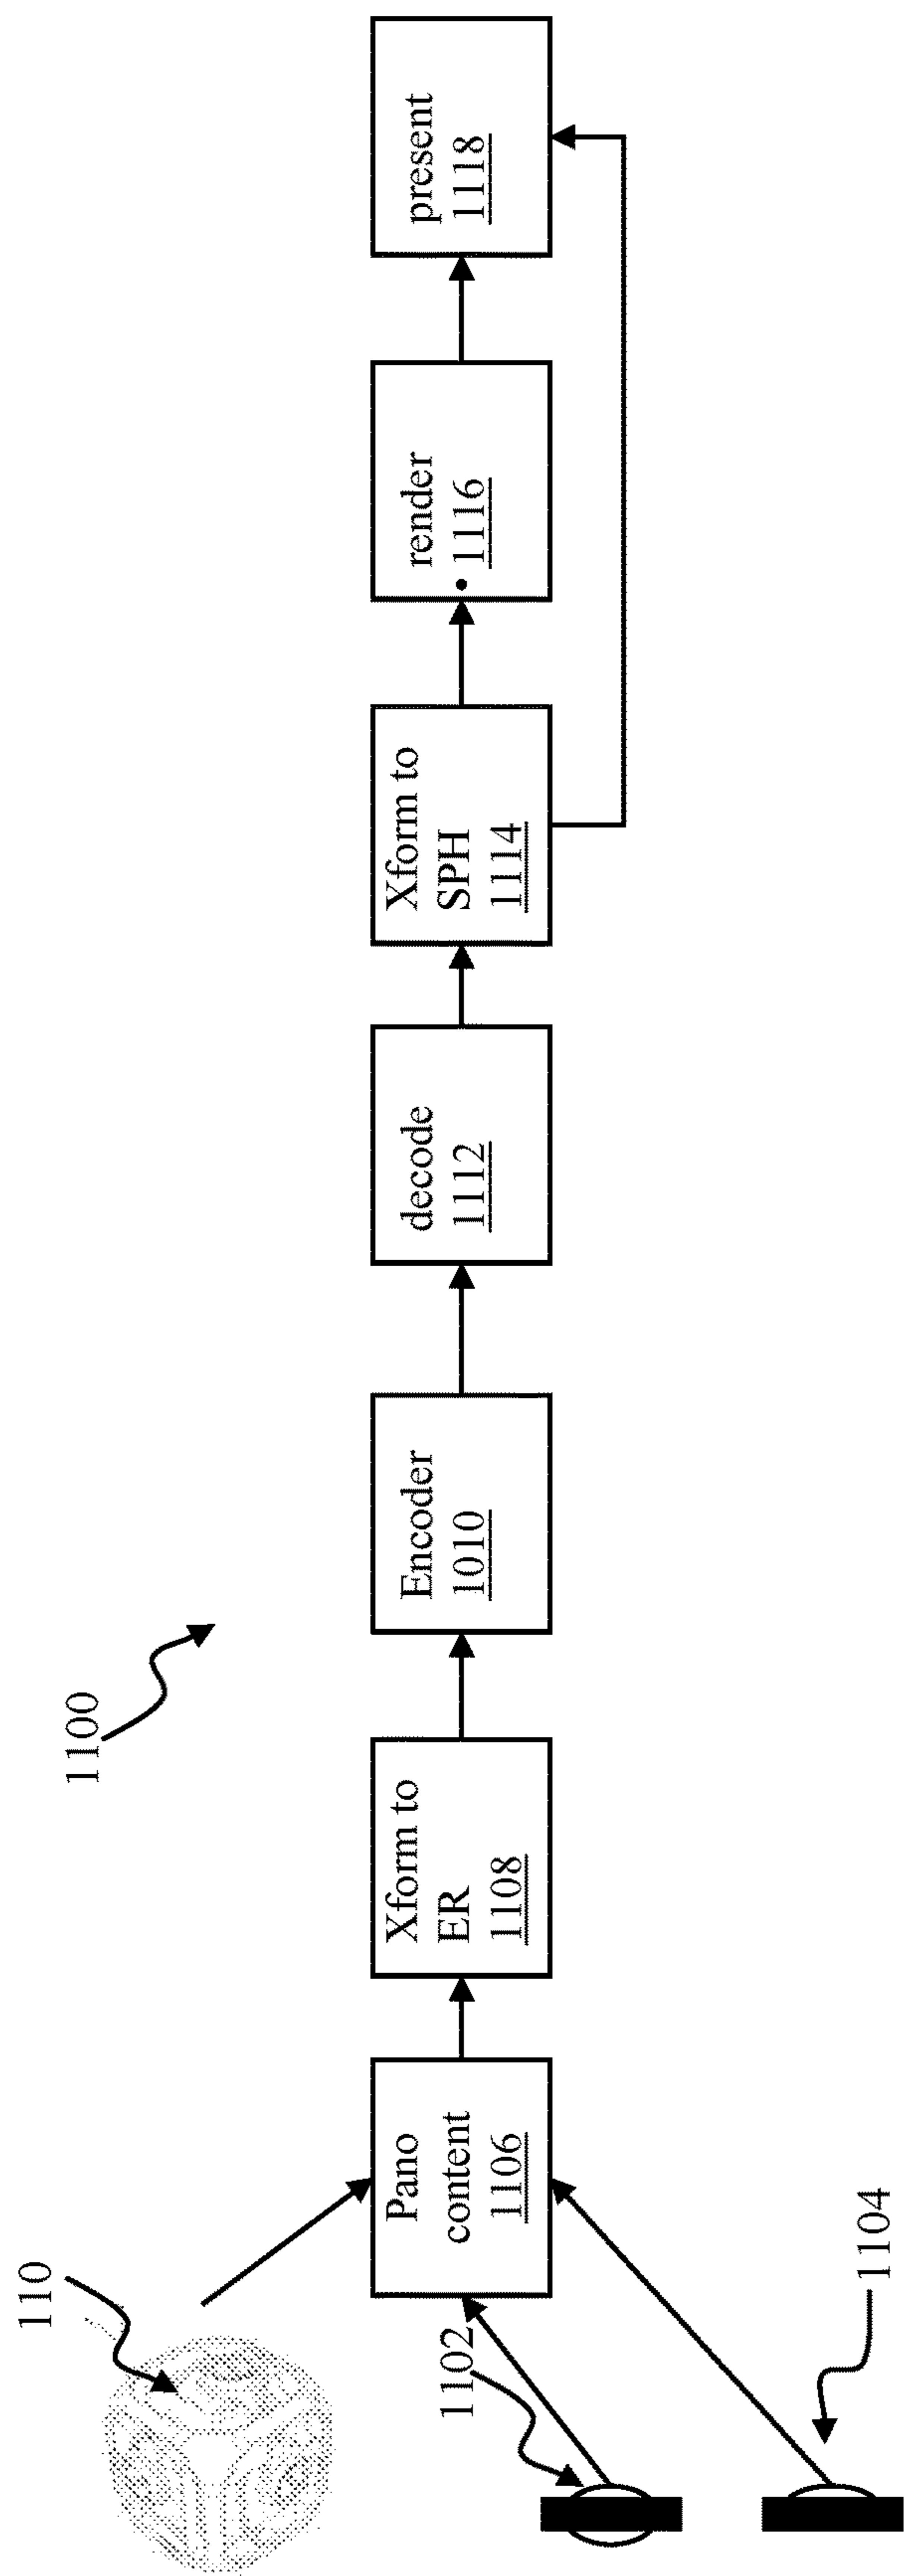 1100
110
1102
1104
Pano
content
1106
Xform to
ER
1108
Encoder
1010
decode
1112
Xform to
SPH
1114
render
1116
present
1118